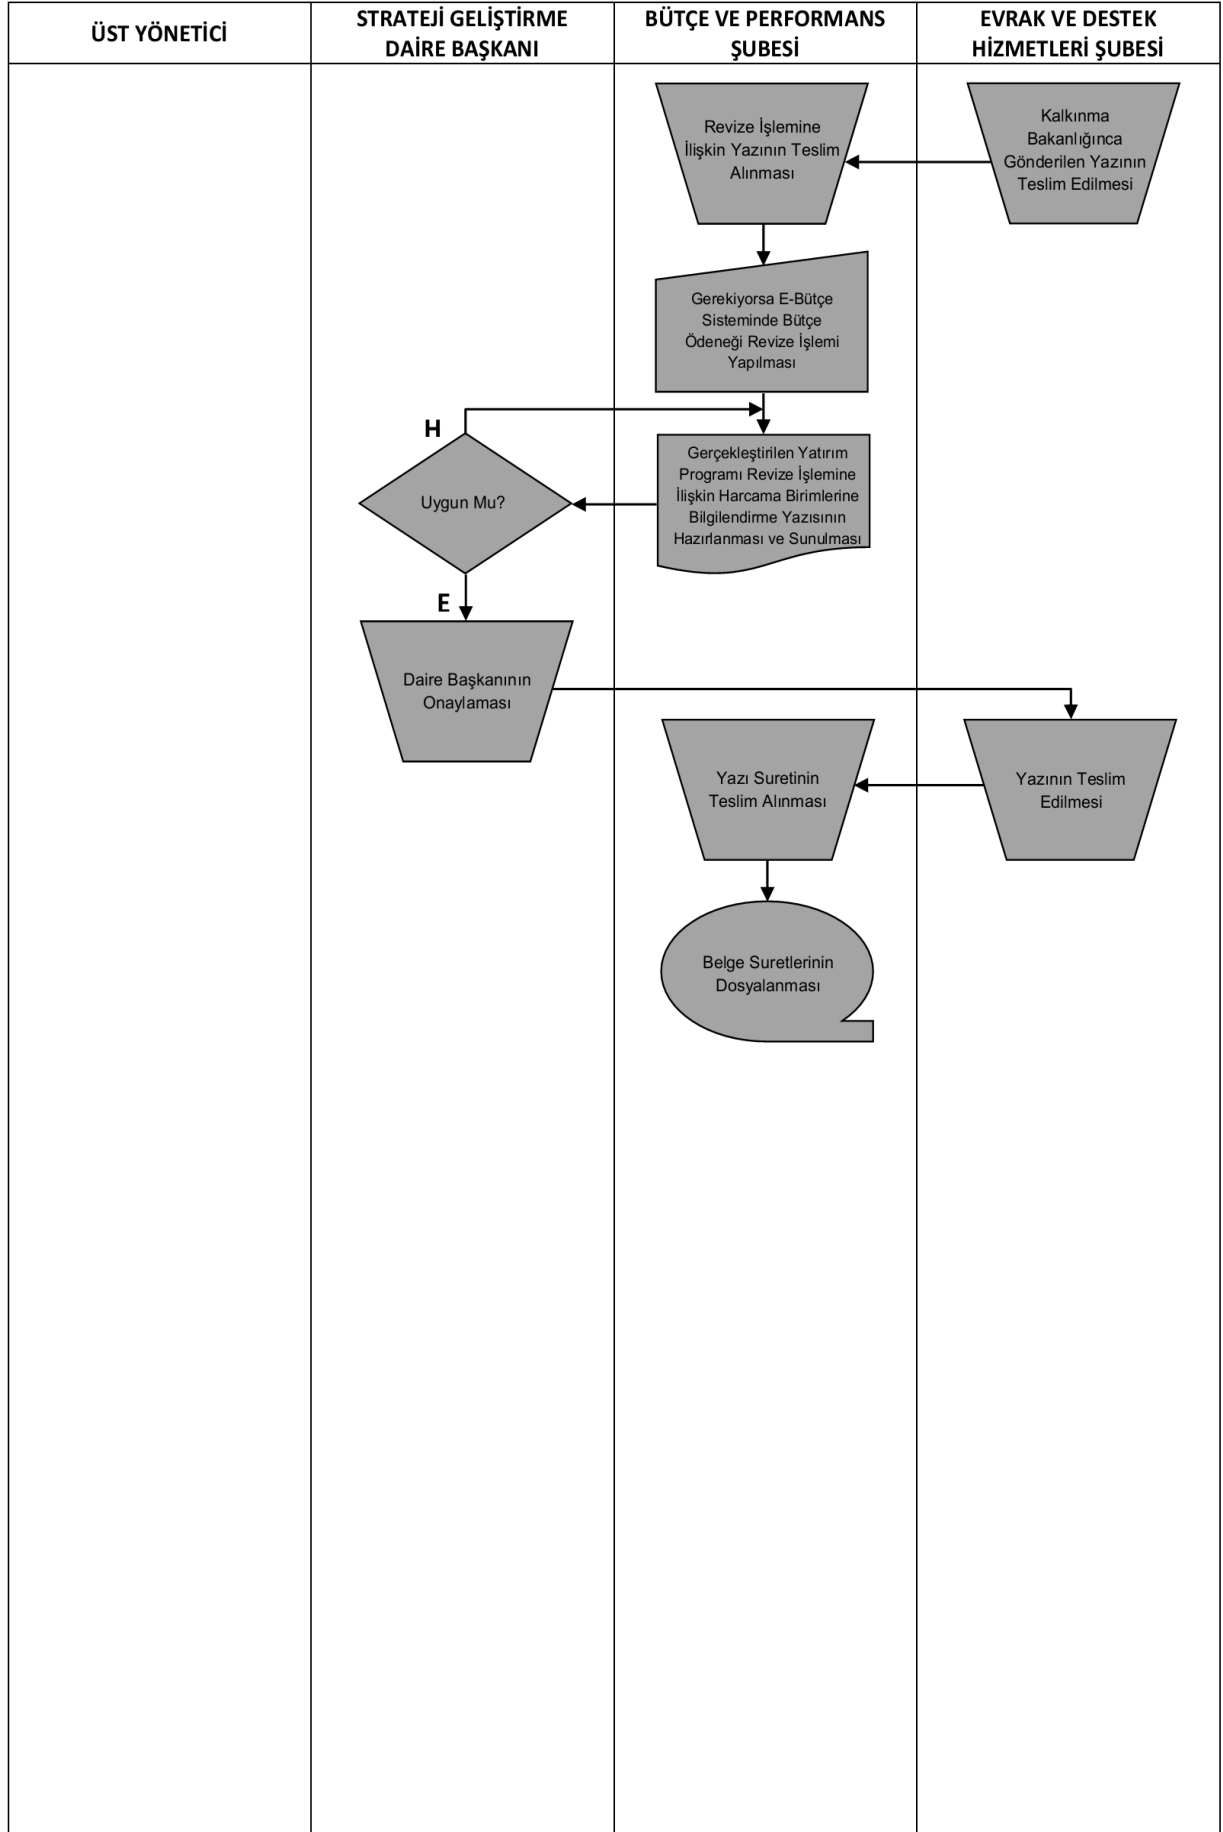 ÜST YÖNETİCİ
STRATEJİ GELİŞTİRME
DAİRE BAŞKANI
BÜTÇE VE PERFORMANS
ŞUBESİ
EVRAK VE DESTEK
HİZMETLERİ ŞUBESİ
Kalkınma
Bakanlığınca
Gönderilen Yazının
Teslim Edilmesi
Revize İşlemine
İlişkin Yazının Teslim
Alınması
Gerekiyorsa E-Bütçe
Sisteminde Bütçe
Ödeneği Revize İşlemi
Yapılması
Gerçekleştirilen Yatırım
Programı Revize İşlemine
İlişkin Harcama Birimlerine
Bilgilendirme Yazısının
Hazırlanması ve Sunulması
H
Uygun Mu?
E
Daire Başkanının
Onaylaması
Yazının Teslim
Edilmesi
Yazı Suretinin
Teslim Alınması
Belge Suretlerinin
Dosyalanması